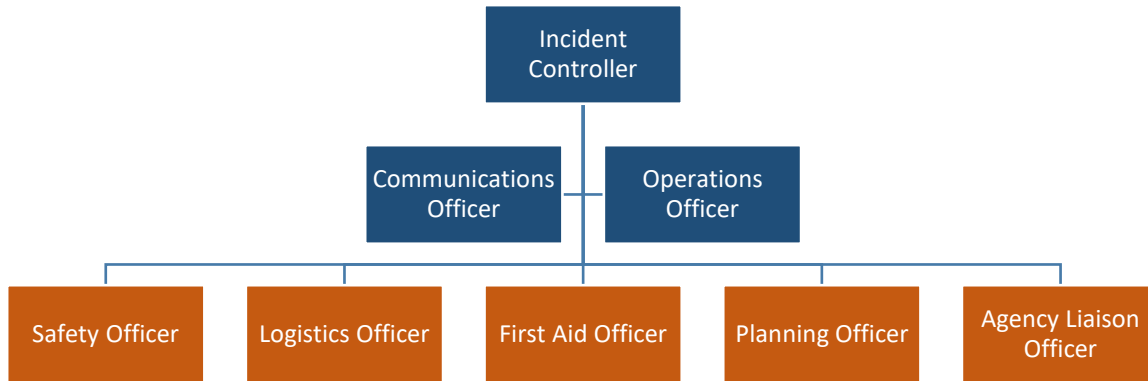 Incident
Controller
Communications
Officer
Operations
Officer
Safety Officer
Logistics Officer
First Aid Officer
Planning Officer
Agency Liaison
Officer